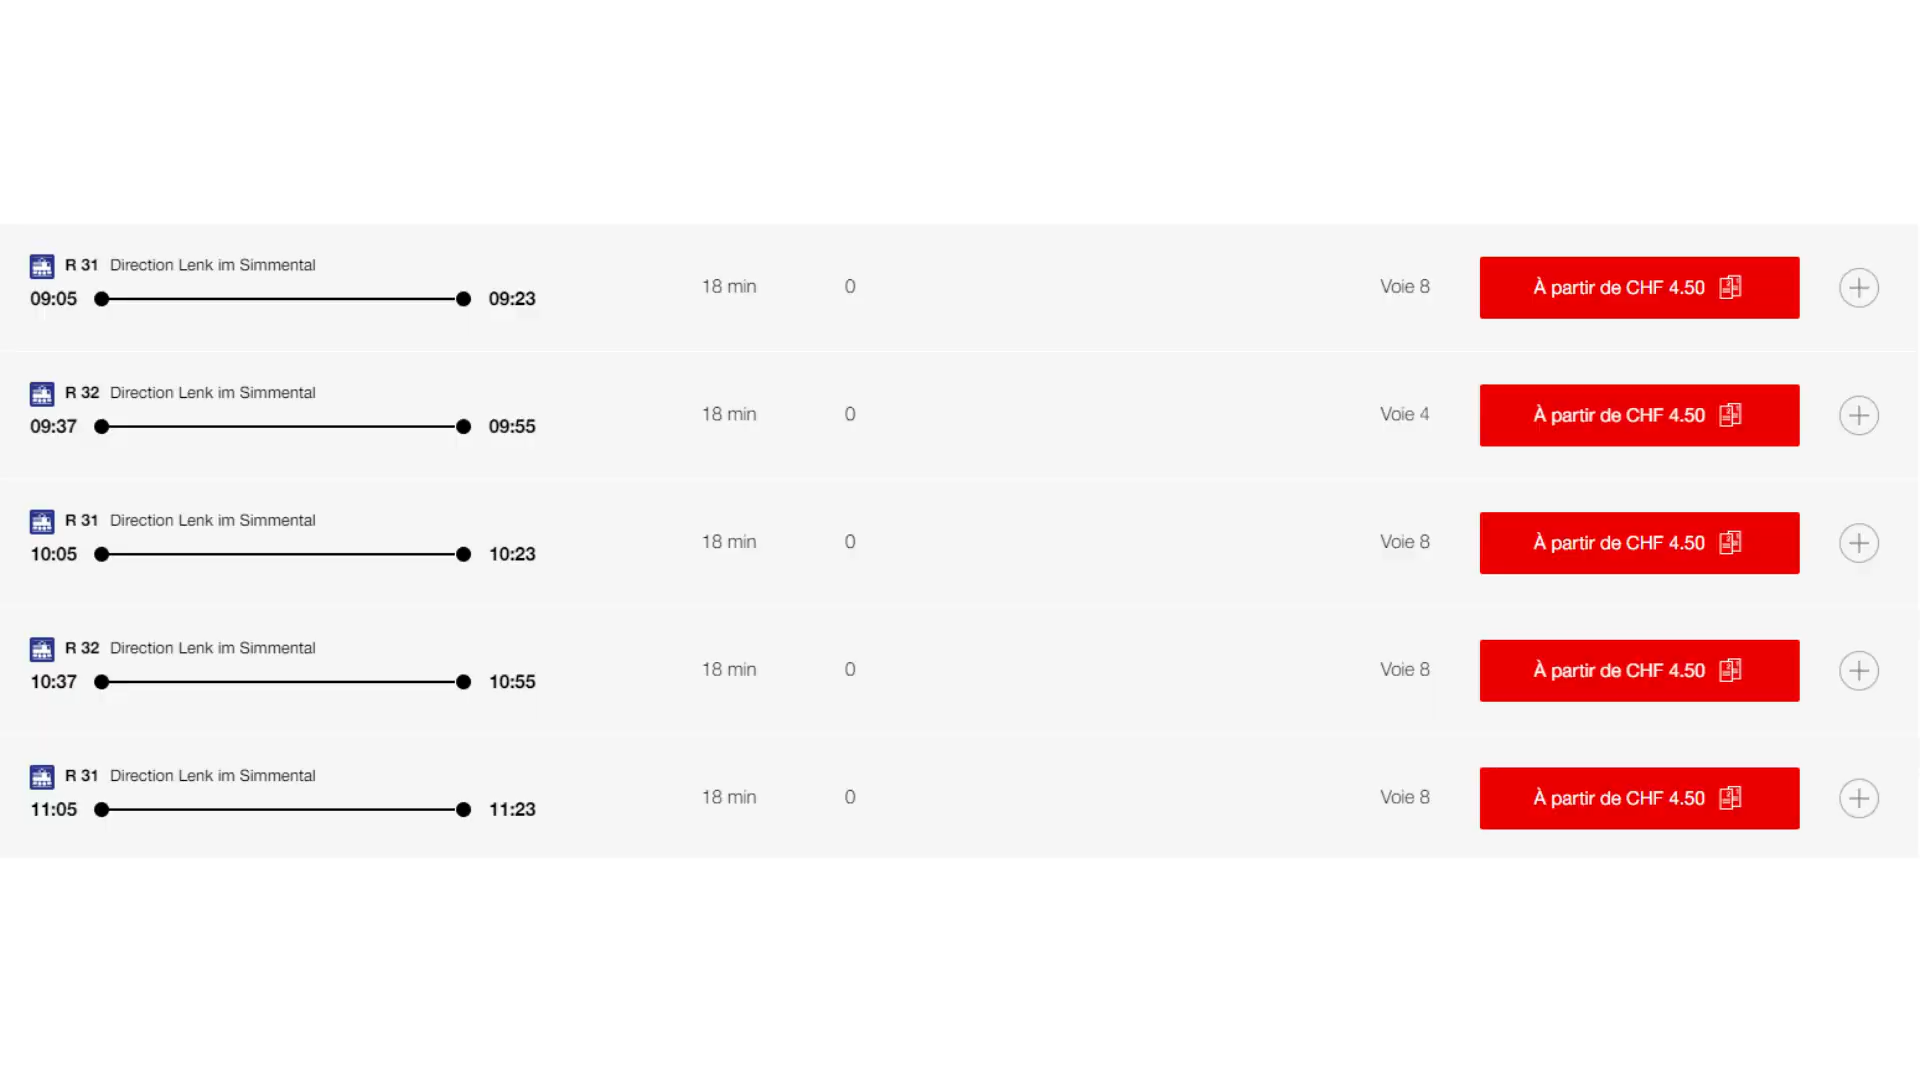 R 31 Direction Lenk im Simmental
09:05 09:23 18 min 0 Voie 8 À partir de CHF 4.50
R 32 Direction Lenk im Simmental
09:37 09:55 18 min 0 Voie 4 À partir de CHF 4.50
R 31 Direction Lenk im Simmental
10:05 10:23 18 min 0 Voie 8 À partir de CHF 4.50
R 32 Direction Lenk im Simmental
10:37 10:55 18 min 0 Voie 8 À partir de CHF 4.50
R 31 Direction Lenk im Simmental
11:05 11:23 18 min 0 Voie 8 À partir de CHF 4.50